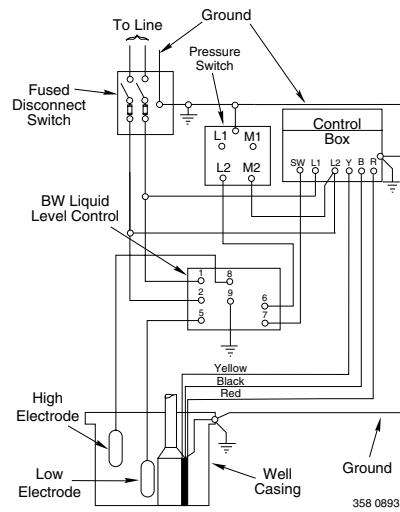 To Line
Ground
Pressure
Switch
Fused
Disconnect
Switch
L1 M1
L2 M2
Control
Box
SW L1 L2 Y B R
BW Liquid
Level Control
1
8
2
9
6
5
7
Yellow
Black
Red
High
Electrode
Low
Electrode
Well
Casing
Ground
358 0893